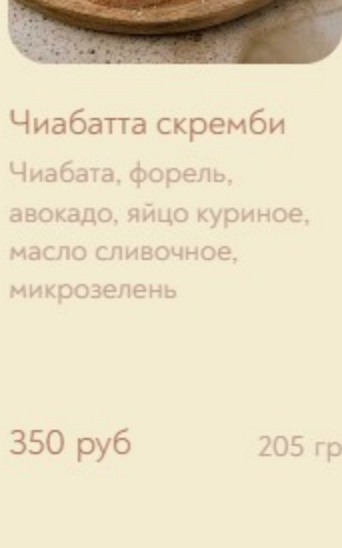 Чиабатта скремби
Чиабата, форель,
авокадо, яйцо куриное,
масло сливочное,
микрозелень
350 руб
205 гр